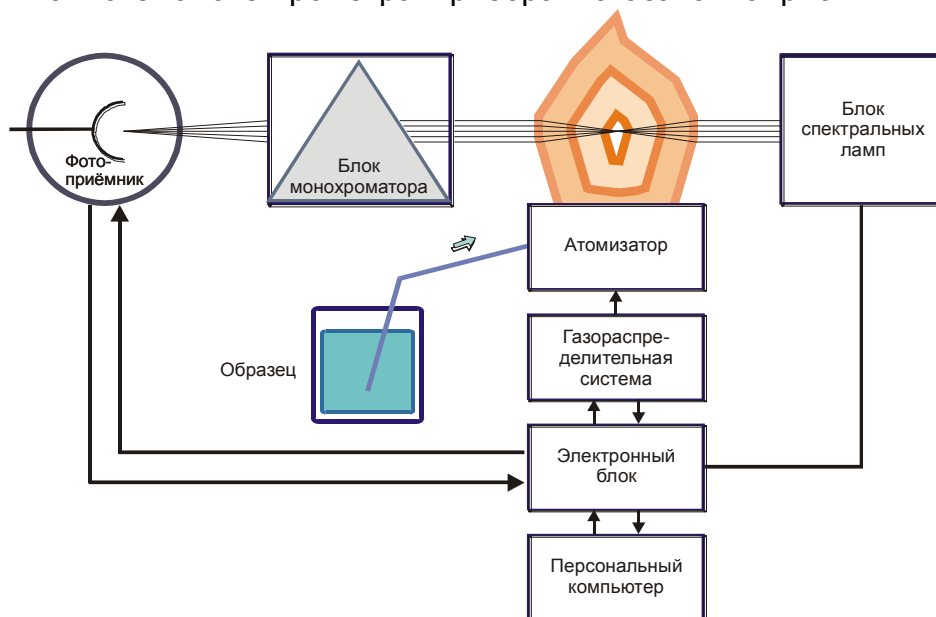 Фото-
приёмник
Блок
монохроматора
Блок
спектральных
ламп
Атомизатор
Образец
Газораспре-
делительная
система
Электронный
блок
Персональный
компьютер